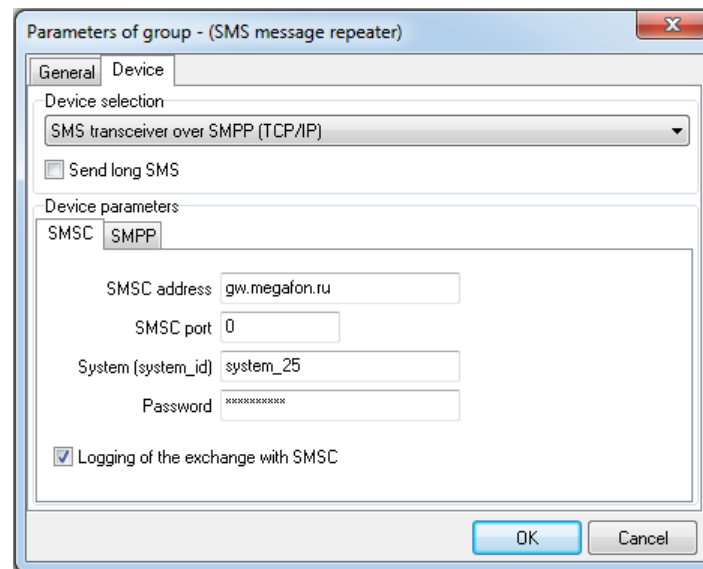 Parameters of group - (SMS message repeater)
General Device
Device selection
SMS transceiver over SMPP (TCP/IP)
Send long SMS
Device parameters
SMSC SMPP
SMSC address gw.megafon.ru
SMSC port 0
System (system_id) system_25
Password **********
Logging of the exchange with SMSC
OK Cancel